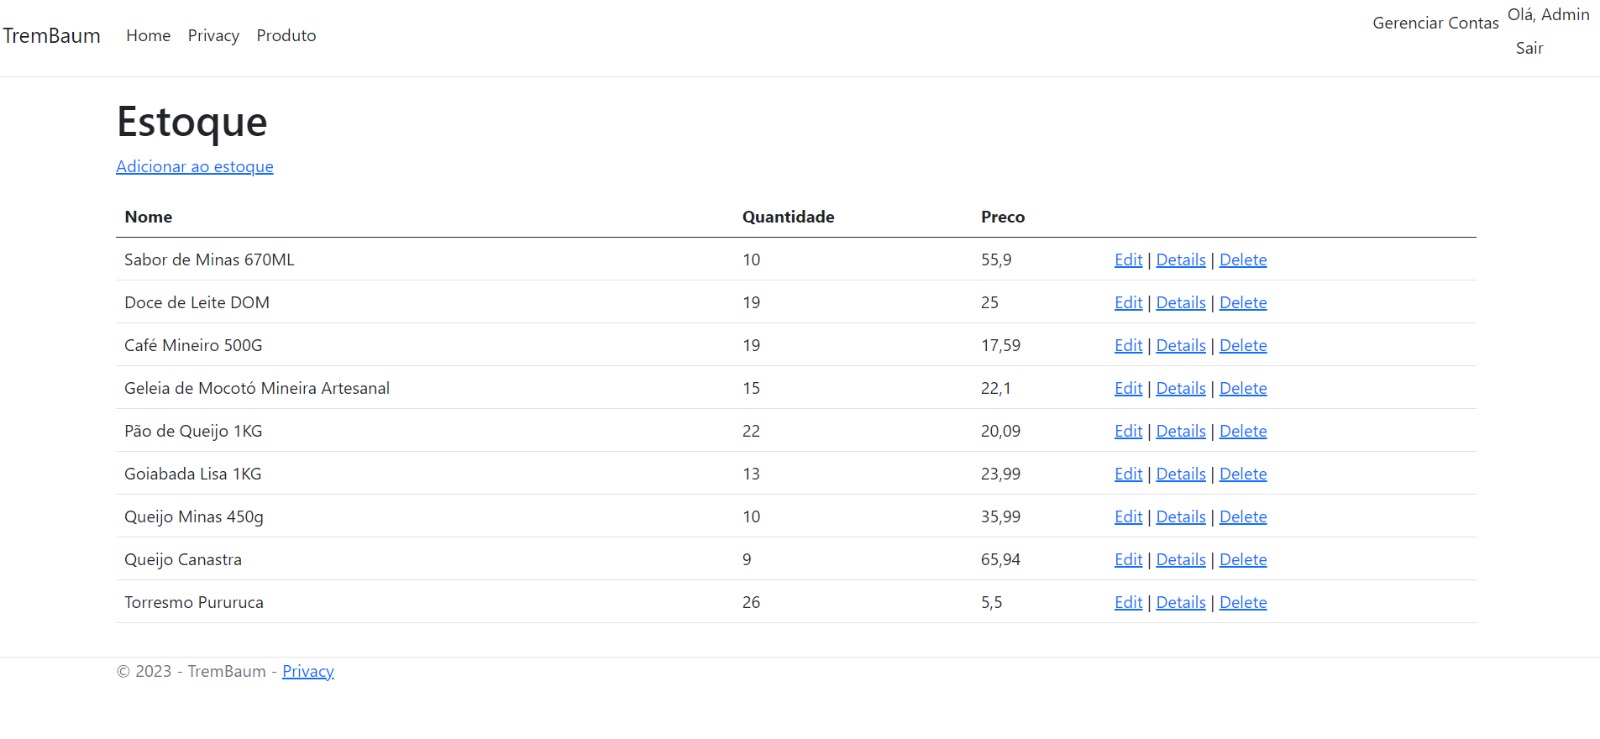 TremBaum Home Privacy Produto Gerenciar Contas Olá, Admin
Sair
Estoque
Adicionar ao estoque
Nome Quantidade Preco
Sabor de Minas 670ML 10 55,9 Edit | Details | Delete
Doce de Leite DOM 19 25 Edit | Details | Delete
Café Mineiro 500G 19 17,59 Edit | Details | Delete
Geleia de Mocotó Mineira Artesanal 15 22,1 Edit | Details | Delete
Pão de Queijo 1KG 22 20,09 Edit | Details | Delete
Goiabada Lisa 1KG 13 23,99 Edit | Details | Delete
Queijo Minas 450g 10 35,99 Edit | Details | Delete
Queijo Canastra 9 65,94 Edit | Details | Delete
Torresmo Pururuca 26 5,5 Edit | Details | Delete
© 2023 - TremBaum - Privacy